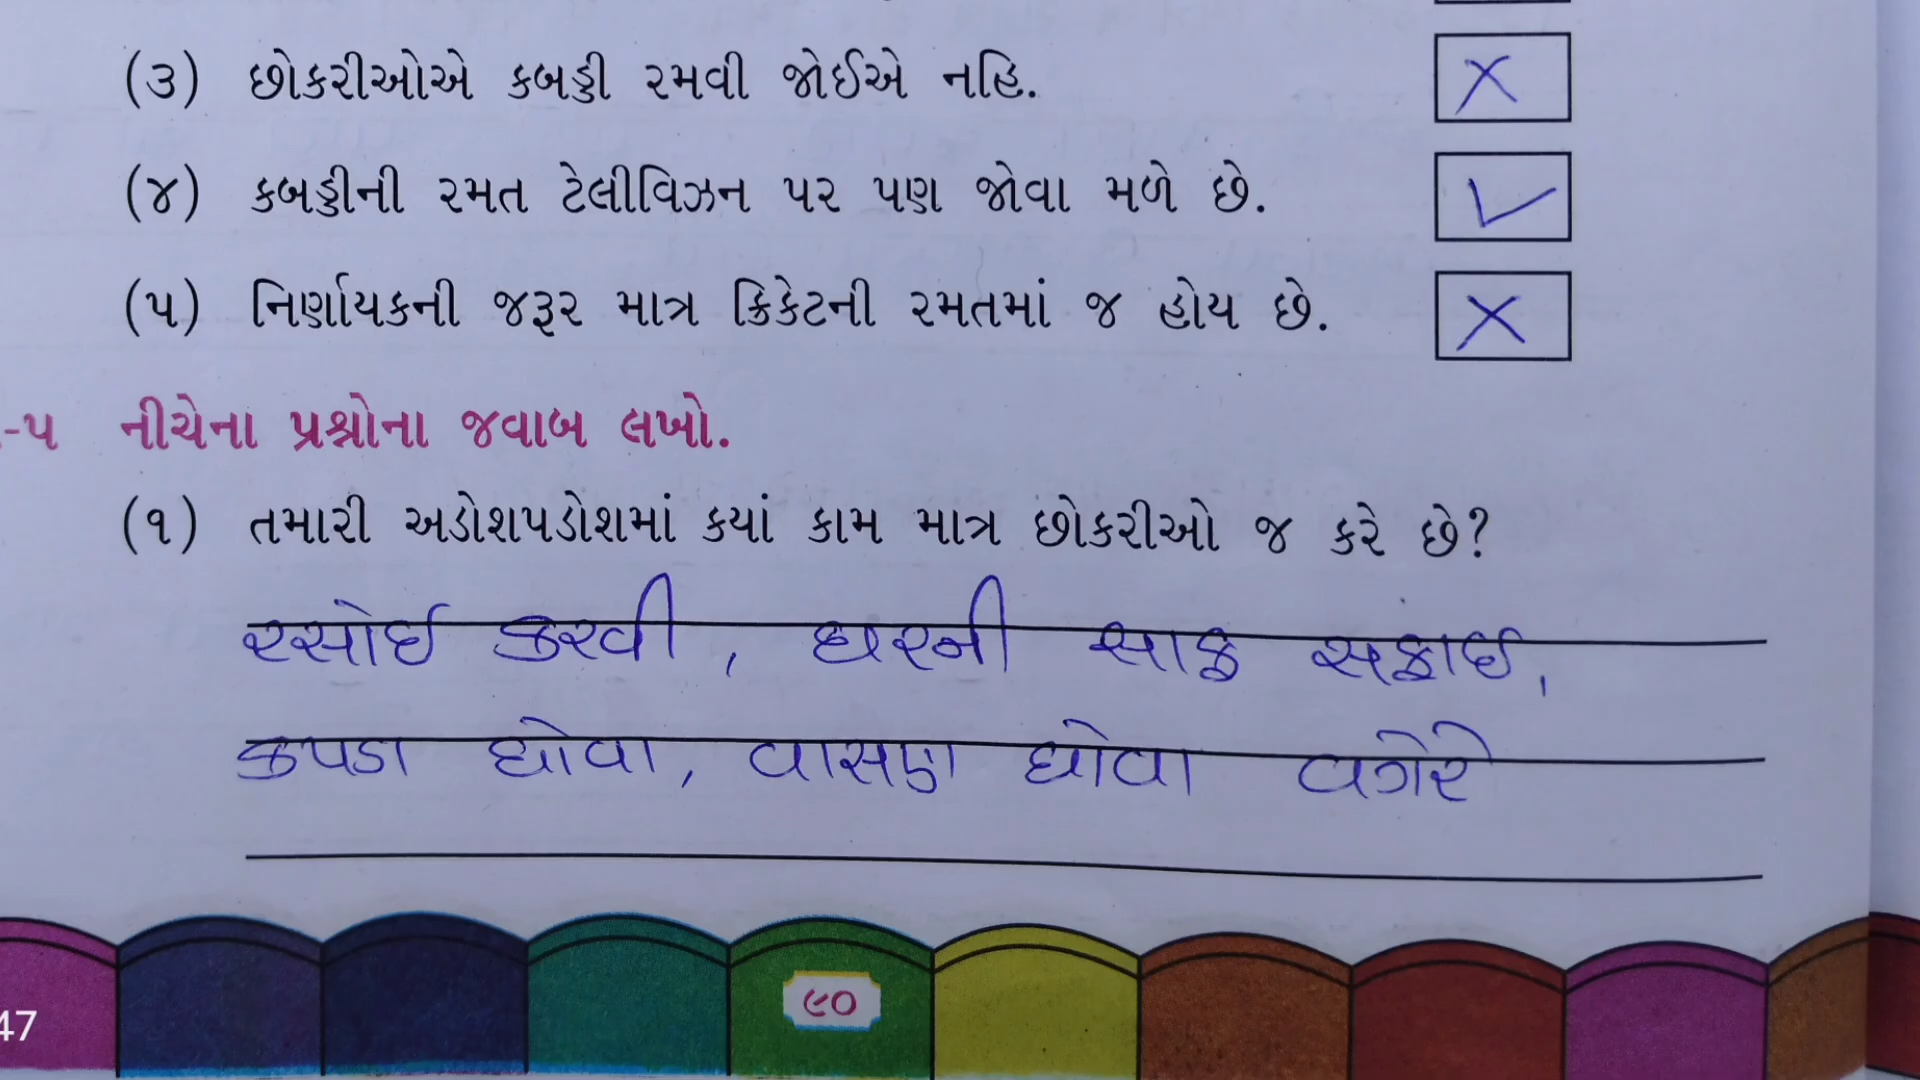 (૩) છોકરીઓએ કબડ્ડી રમવી જોઈએ નહિ. ✗
(૪) કબડ્ડીની રમત ટેલીવિઝન પર પણ જોવા મળે છે. ✓
(૫) નિર્ણાયકની જરૂર માત્ર ક્રિકેટની રમતમાં જ હોય છે. ✗
-૫ નીચેના પ્રશ્નોના જવાબ લખો.
(૧) તમારી અડોશપડોશમાં કયાં કામ માત્ર છોકરીઓ જ કરે છે?
રસોઈ કરવી, ઘરની સાફ સફાઈ,
કપડા ધોવા, વાસણ ધોવા વગેરે
૯૦
47